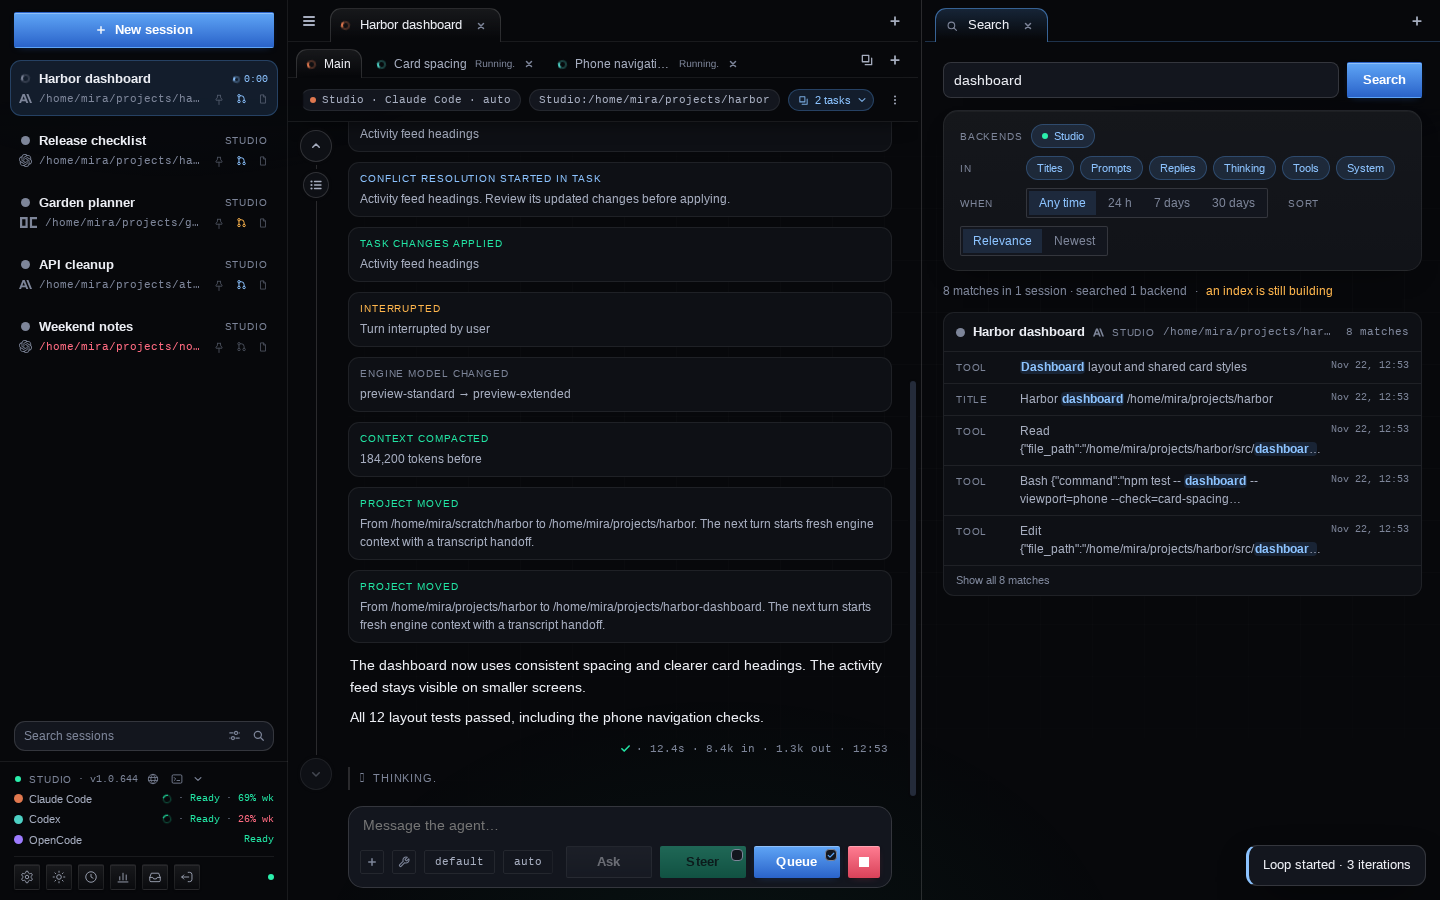 New session
Harbor dashboard
0:00
/home/mira/projects/ha…
Release checklist
STUDIO
/home/mira/projects/ha…
Garden planner
STUDIO
/home/mira/projects/g…
API cleanup
STUDIO
/home/mira/projects/at…
Weekend notes
STUDIO
/home/mira/projects/no…
Search sessions
STUDIO · v1.0.644
Claude Code · Ready · 69% wk
Codex · Ready · 26% wk
OpenCode Ready
Harbor dashboard
Main
Card spacing Running.
Phone navigati… Running.
Studio · Claude Code · auto
Studio:/home/mira/projects/harbor
2 tasks
Activity feed headings
CONFLICT RESOLUTION STARTED IN TASK
Activity feed headings. Review its updated changes before applying.
TASK CHANGES APPLIED
Activity feed headings
INTERRUPTED
Turn interrupted by user
ENGINE MODEL CHANGED
preview-standard → preview-extended
CONTEXT COMPACTED
184,200 tokens before
PROJECT MOVED
From /home/mira/scratch/harbor to /home/mira/projects/harbor. The next turn starts fresh engine
context with a transcript handoff.
PROJECT MOVED
From /home/mira/projects/harbor to /home/mira/projects/harbor-dashboard. The next turn starts
fresh engine context with a transcript handoff.
The dashboard now uses consistent spacing and clearer card headings. The activity
feed stays visible on smaller screens.
All 12 layout tests passed, including the phone navigation checks.
· 12.4s · 8.4k in · 1.3k out · 12:53
THINKING.
Message the agent…
default
auto
Ask
Steer
Queue
Search
dashboard
Search
BACKENDS Studio
IN Titles Prompts Replies Thinking Tools System
WHEN Any time 24 h 7 days 30 days SORT
Relevance Newest
8 matches in 1 session · searched 1 backend · an index is still building
Harbor dashboard STUDIO /home/mira/projects/har… 8 matches
TOOL Dashboard layout and shared card styles Nov 22, 12:53
TITLE Harbor dashboard /home/mira/projects/harbor Nov 22, 12:53
TOOL Read Nov 22, 12:53
{"file_path":"/home/mira/projects/harbor/src/dashboar…
TOOL Bash {"command":"npm test -- dashboard -- Nov 22, 12:53
viewport=phone --check=card-spacing…
TOOL Edit Nov 22, 12:53
{"file_path":"/home/mira/projects/harbor/src/dashboar…
Show all 8 matches
Loop started · 3 iterations